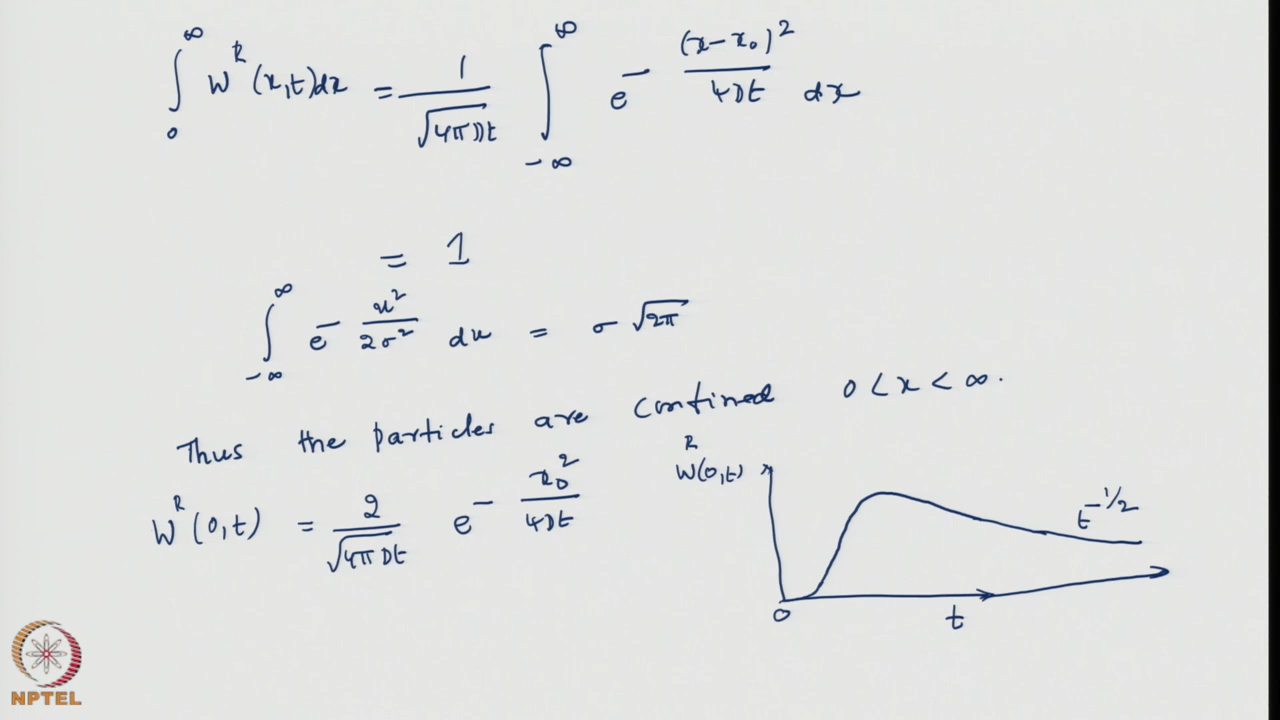 ∫₀^∞ W^R (x,t)dx = 1/√(4πDt) ∫_{-∞}^∞ e^{-(x-x₀)²/4Dt} dx
= 1
∫_{-∞}^∞ e^{-u²/2σ²} du = σ √2π
Thus the particles are confined 0 < x < ∞.
W^R (0,t) = 2/√(4πDt) e^{-x₀²/4Dt}
W^R(0,t)
t^{-1/2}
0
t
NPTEL